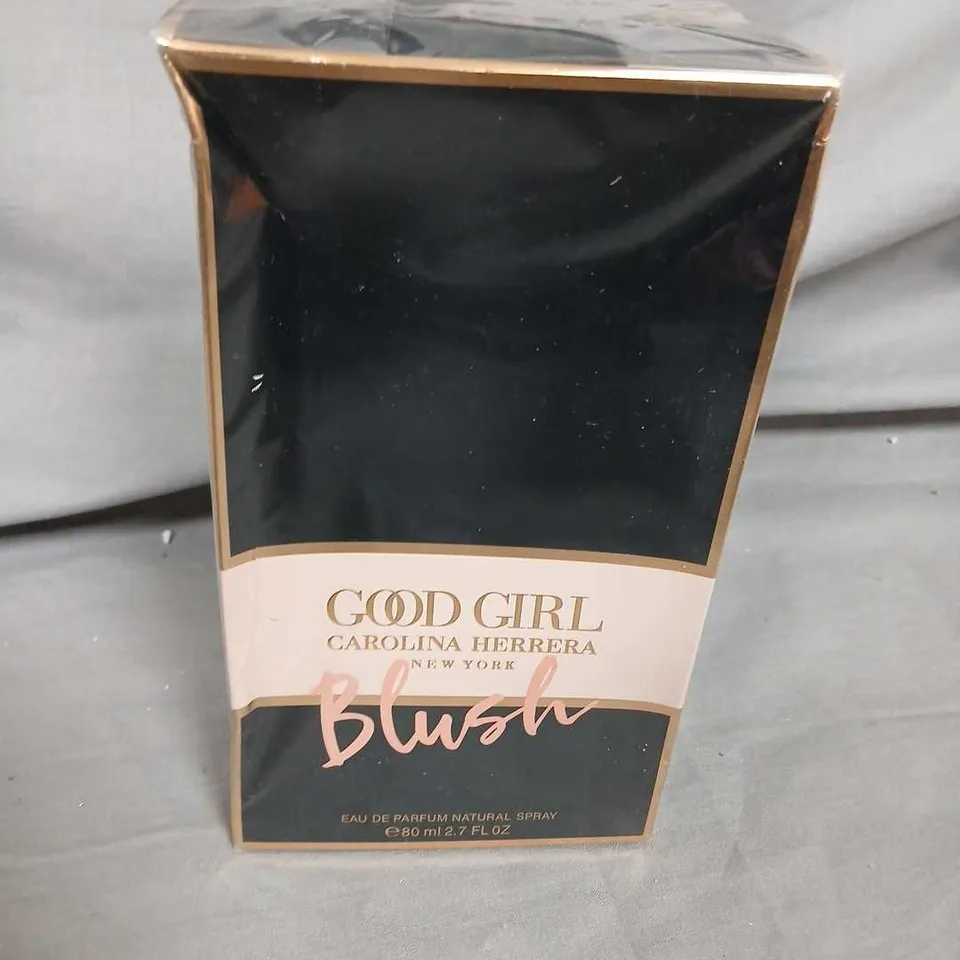 GOOD GIRL
CAROLINA HERRERA
NEW YORK
Blush
EAU DE PARFUM NATURAL SPRAY
℮80 ml 2.7 FL OZ